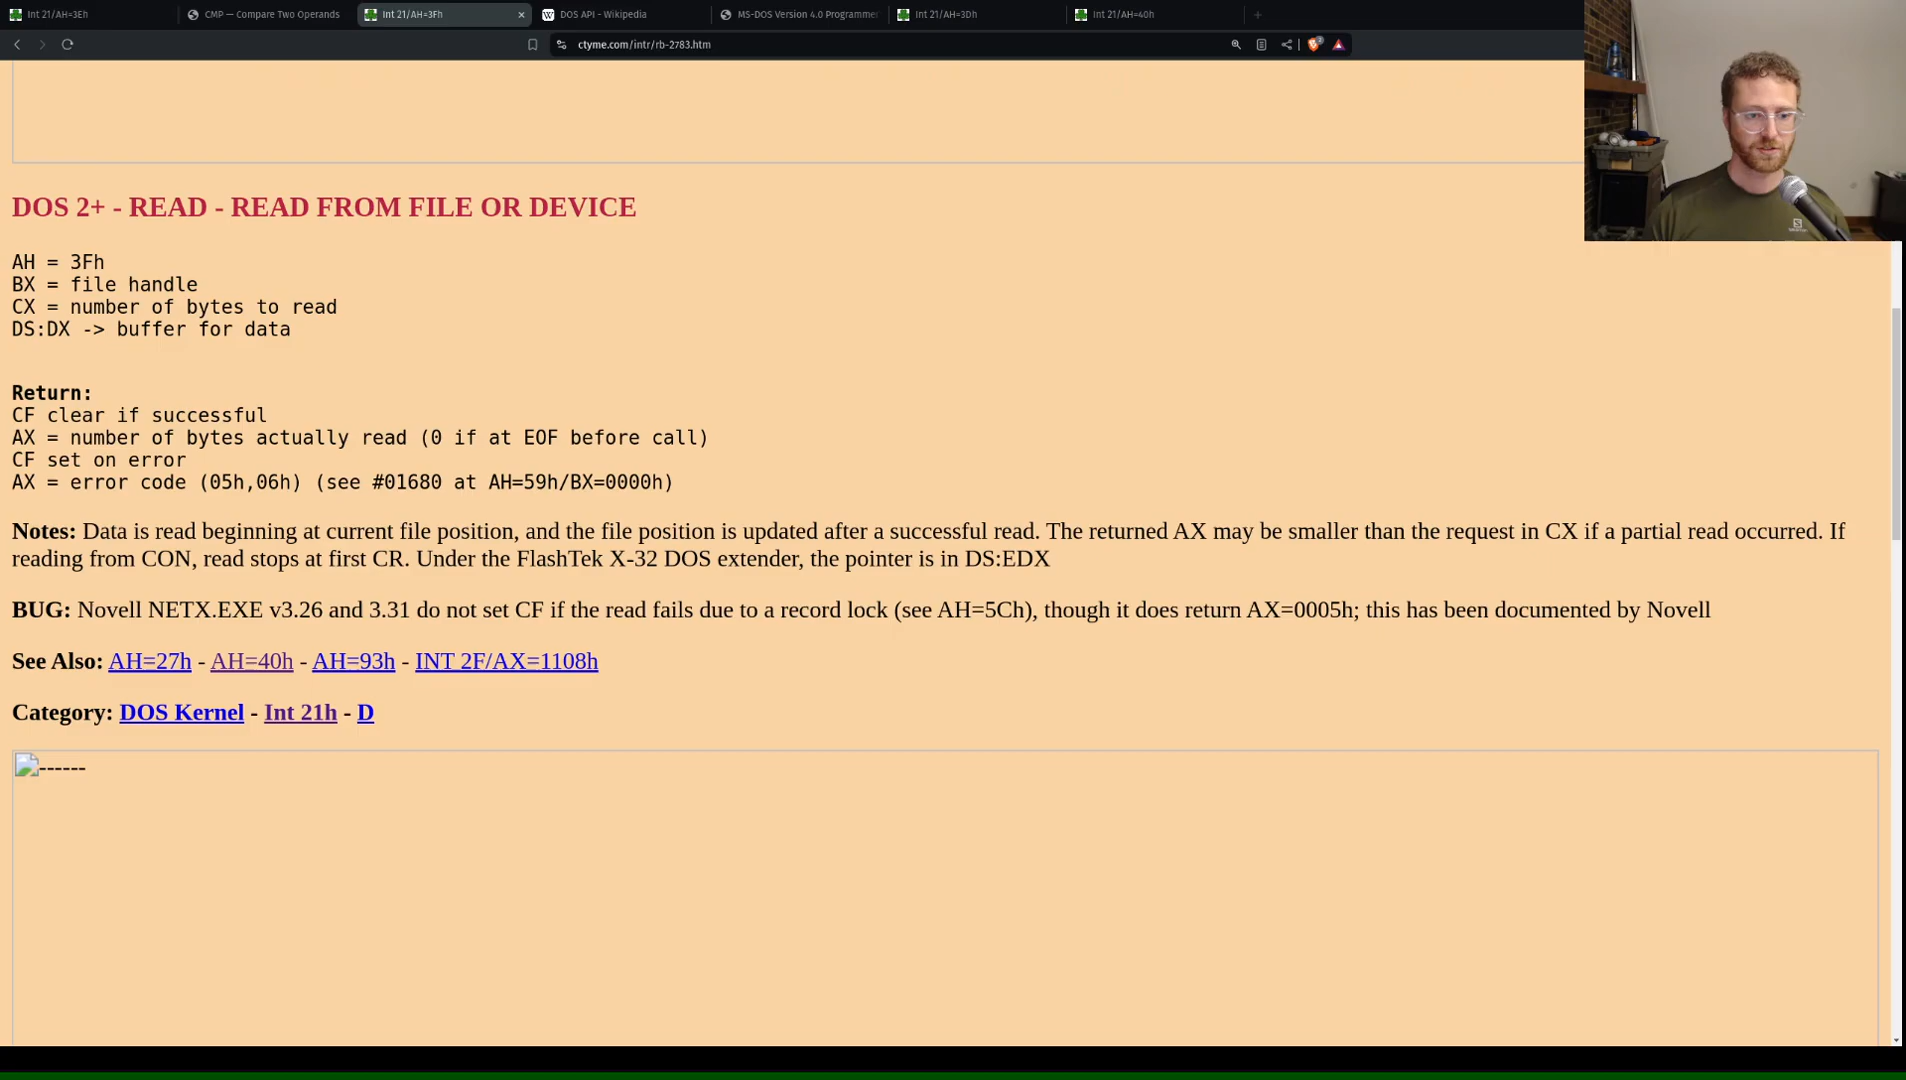 Int 21/AH=3Eh
CMP — Compare Two Operands
Int 21/AH=3Fh
DOS API - Wikipedia
MS-DOS Version 4.0 Programmer
Int 21/AH=3Dh
Int 21/AH=40h
ctyme.com/intr/rb-2783.htm
DOS 2+ - READ - READ FROM FILE OR DEVICE
AH = 3Fh
BX = file handle
CX = number of bytes to read
DS:DX -> buffer for data
Return:
CF clear if successful
AX = number of bytes actually read (0 if at EOF before call)
CF set on error
AX = error code (05h,06h) (see #01680 at AH=59h/BX=0000h)
Notes: Data is read beginning at current file position, and the file position is updated after a successful read. The returned AX may be smaller than the request in CX if a partial read occurred. If
reading from CON, read stops at first CR. Under the FlashTek X-32 DOS extender, the pointer is in DS:EDX
BUG: Novell NETX.EXE v3.26 and 3.31 do not set CF if the read fails due to a record lock (see AH=5Ch), though it does return AX=0005h; this has been documented by Novell
See Also: AH=27h - AH=40h - AH=93h - INT 2F/AX=1108h
Category: DOS Kernel - Int 21h - D
------